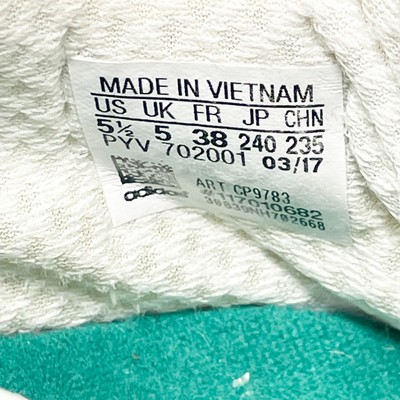 MADE IN VIETNAM
US UK FR JP CHN
5½ 5 38 240 235
PYV 702001 03/17
ART CP9783
adidas